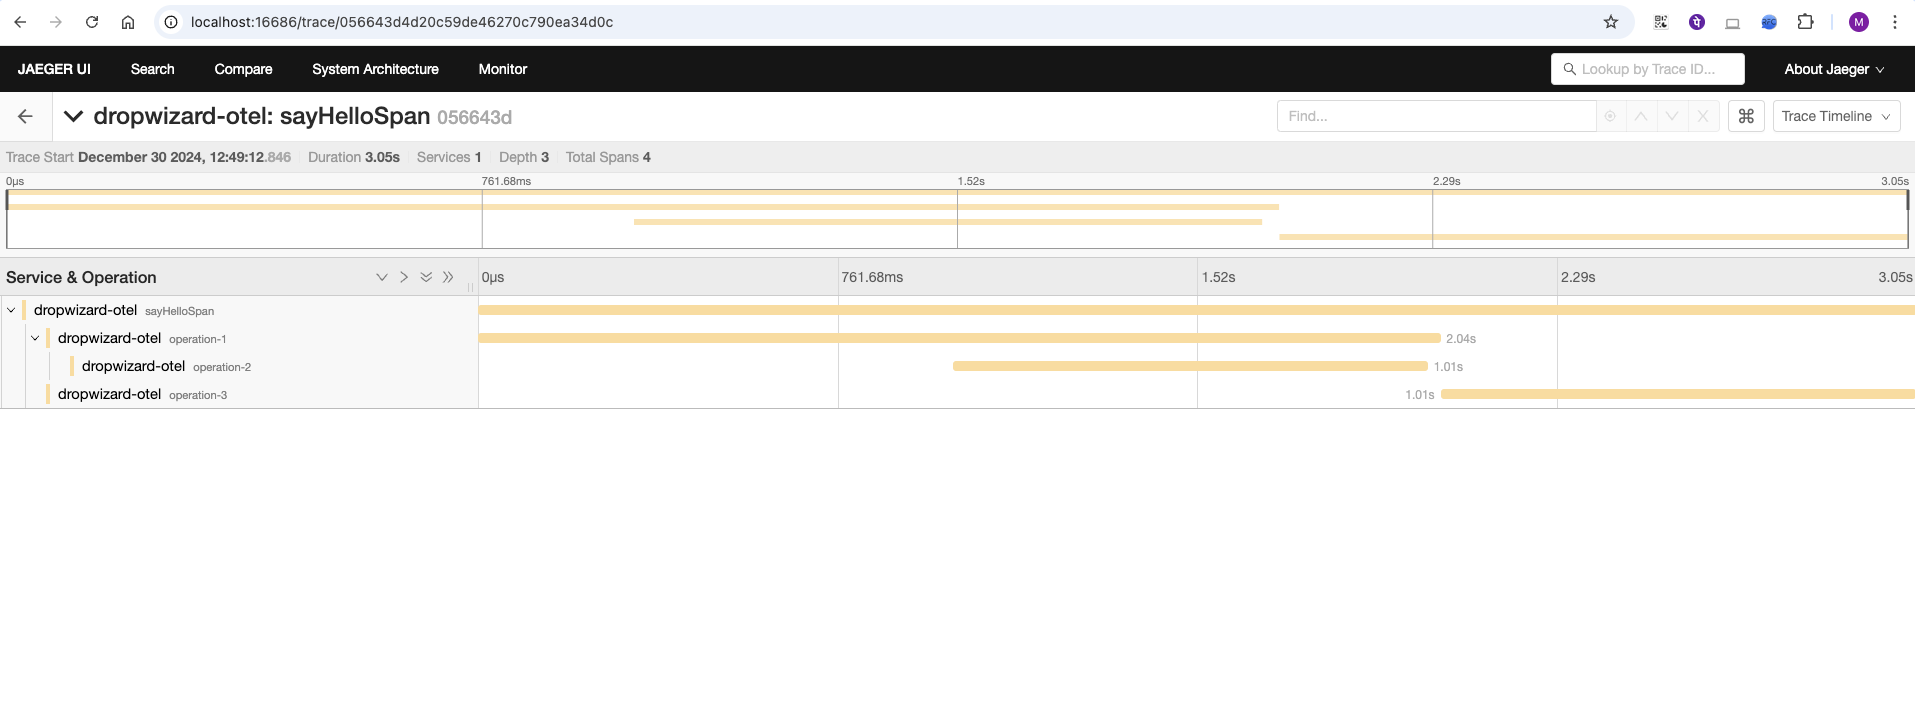 localhost:16686/trace/056643d4d20c59de46270c790ea34d0c
M
JAEGER UI Search Compare System Architecture Monitor Lookup by Trace ID... About Jaeger
dropwizard-otel: sayHelloSpan 056643d Find... Trace Timeline
Trace Start December 30 2024, 12:49:12.846 Duration 3.05s Services 1 Depth 3 Total Spans 4
0μs 761.68ms 1.52s 2.29s 3.05s
Service & Operation 0μs 761.68ms 1.52s 2.29s 3.05s
dropwizard-otel sayHelloSpan
dropwizard-otel operation-1 2.04s
dropwizard-otel operation-2 1.01s
dropwizard-otel operation-3 1.01s